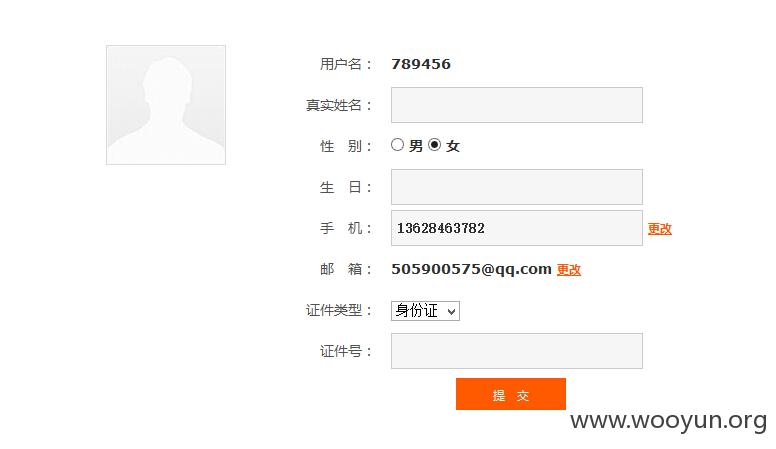 用户名： 789456
真实姓名：
性 别： 男 女
生 日：
手 机： 13628463782 更改
邮 箱： 505900575@qq.com 更改
证件类型： 身份证
证件号：
提 交
www.wooyun.org